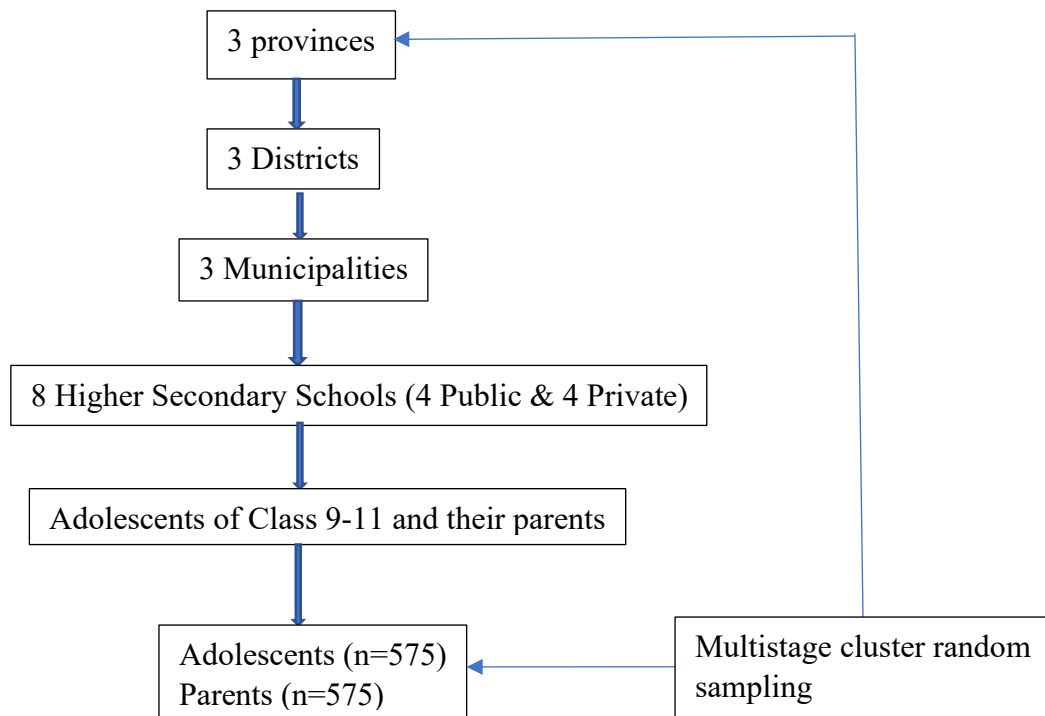 3 provinces
3 Districts
3 Municipalities
8 Higher Secondary Schools (4 Public & 4 Private)
Adolescents of Class 9-11 and their parents
Adolescents (n=575)
Parents (n=575)
Multistage cluster random
sampling